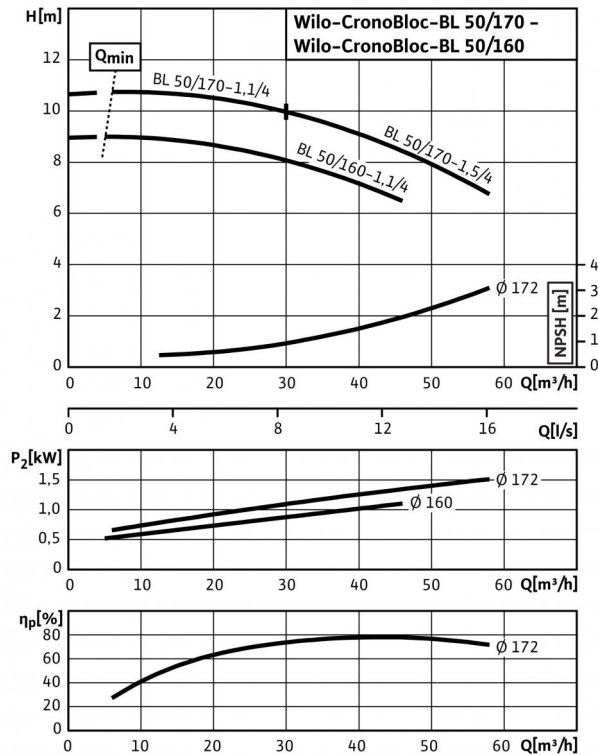 H[m]
Wilo-CronoBloc-BL 50/170 –
Wilo-CronoBloc-BL 50/160
12
Qmin
BL 50/170-1,1/4
10
BL 50/170-1,5/4
8
BL 50/160-1,1/4
6
4
4
Ø 172
3
2
2
NPSH [m]
1
0
0
0 10 20 30 40 50 60 Q[m³/h]
0 4 8 12 16 Q[l/s]
P₂[kW]
1,5
Ø 172
1,0
Ø 160
0,5
0
0 10 20 30 40 50 60 Q[m³/h]
ηp[%]
80
60
Ø 172
40
20
0
0 10 20 30 40 50 60 Q[m³/h]